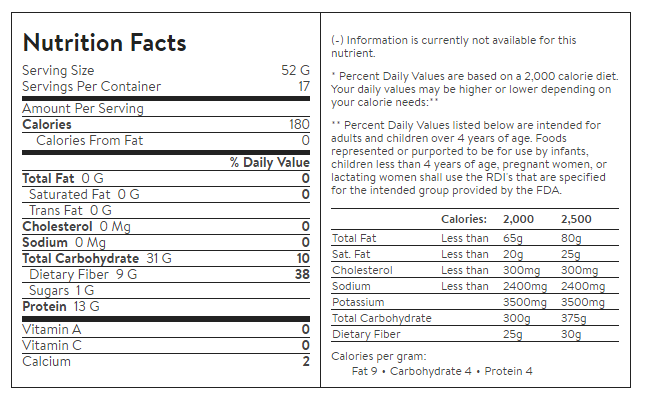 Nutrition Facts
Serving Size 52 G
Servings Per Container 17
Amount Per Serving
Calories 180
Calories From Fat 0
% Daily Value
Total Fat 0 G 0
Saturated Fat 0 G 0
Trans Fat 0 G
Cholesterol 0 Mg 0
Sodium 0 Mg 0
Total Carbohydrate 31 G 10
Dietary Fiber 9 G 38
Sugars 1 G
Protein 13 G
Vitamin A 0
Vitamin C 0
Calcium 2
(-) Information is currently not available for this
nutrient.
* Percent Daily Values are based on a 2,000 calorie diet.
Your daily values may be higher or lower depending on
your calorie needs:**
** Percent Daily Values listed below are intended for
adults and children over 4 years of age. Foods
represented or purported to be for use by infants,
children less than 4 years of age, pregnant women, or
lactating women shall use the RDI's that are specified
for the intended group provided by the FDA.
Calories: 2,000 2,500
Total Fat Less than 65g 80g
Sat. Fat Less than 20g 25g
Cholesterol Less than 300mg 300mg
Sodium Less than 2400mg 2400mg
Potassium 3500mg 3500mg
Total Carbohydrate 300g 375g
Dietary Fiber 25g 30g
Calories per gram:
Fat 9 • Carbohydrate 4 • Protein 4